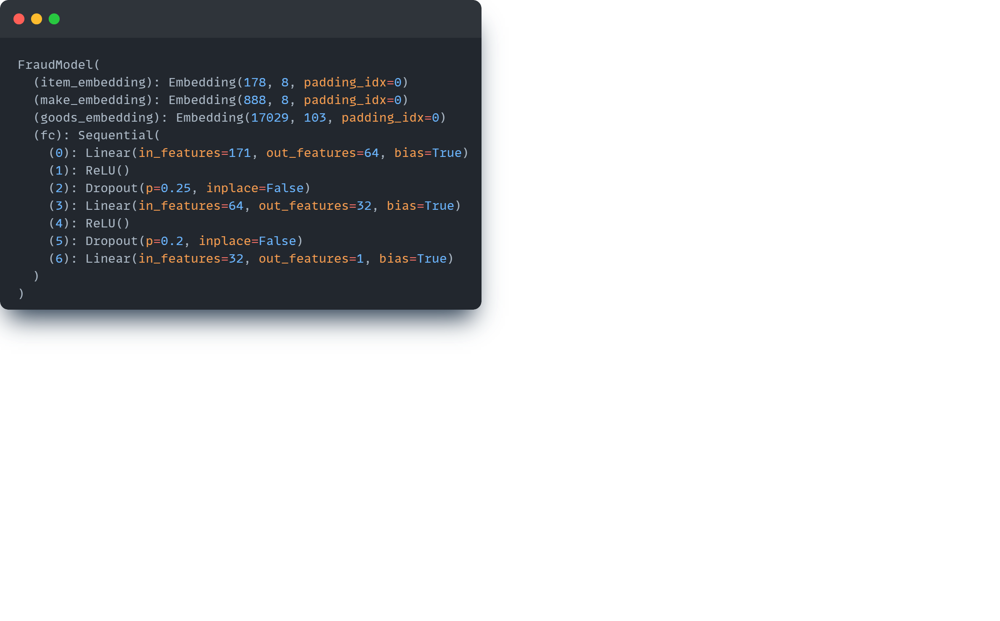 FraudModel(
  (item_embedding): Embedding(178, 8, padding_idx=0)
  (make_embedding): Embedding(888, 8, padding_idx=0)
  (goods_embedding): Embedding(17029, 103, padding_idx=0)
  (fc): Sequential(
    (0): Linear(in_features=171, out_features=64, bias=True)
    (1): ReLU()
    (2): Dropout(p=0.25, inplace=False)
    (3): Linear(in_features=64, out_features=32, bias=True)
    (4): ReLU()
    (5): Dropout(p=0.2, inplace=False)
    (6): Linear(in_features=32, out_features=1, bias=True)
  )
)